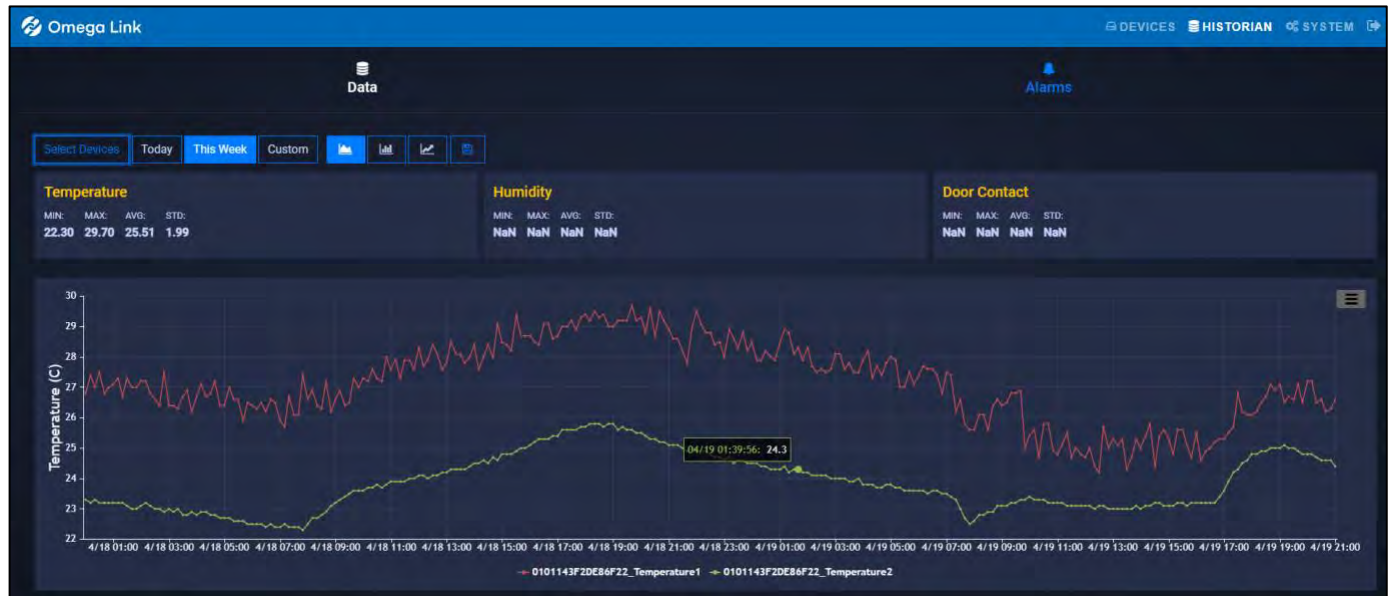 Omega Link
DEVICES HISTORIAN SYSTEM
Data
Alarms
Select Devices Today This Week Custom
Temperature
MIN: MAX: AVG: STD:
22.30 29.70 25.51 1.99
Humidity
MIN: MAX: AVG: STD:
NaN NaN NaN NaN
Door Contact
MIN: MAX: AVG: STD:
NaN NaN NaN NaN
Temperature (C)
30
29
28
27
26
25
24
23
22
04/19 01:39:56: 24.3
4/18 01:00 4/18 03:00 4/18 05:00 4/18 07:00 4/18 09:00 4/18 11:00 4/18 13:00 4/18 15:00 4/18 17:00 4/18 19:00 4/18 21:00 4/18 23:00 4/19 01:00 4/19 03:00 4/19 05:00 4/19 07:00 4/19 09:00 4/19 11:00 4/19 13:00 4/19 15:00 4/19 17:00 4/19 19:00 4/19 21:00
0101143F2DE86F22_Temperature1 0101143F2DE86F22_Temperature2